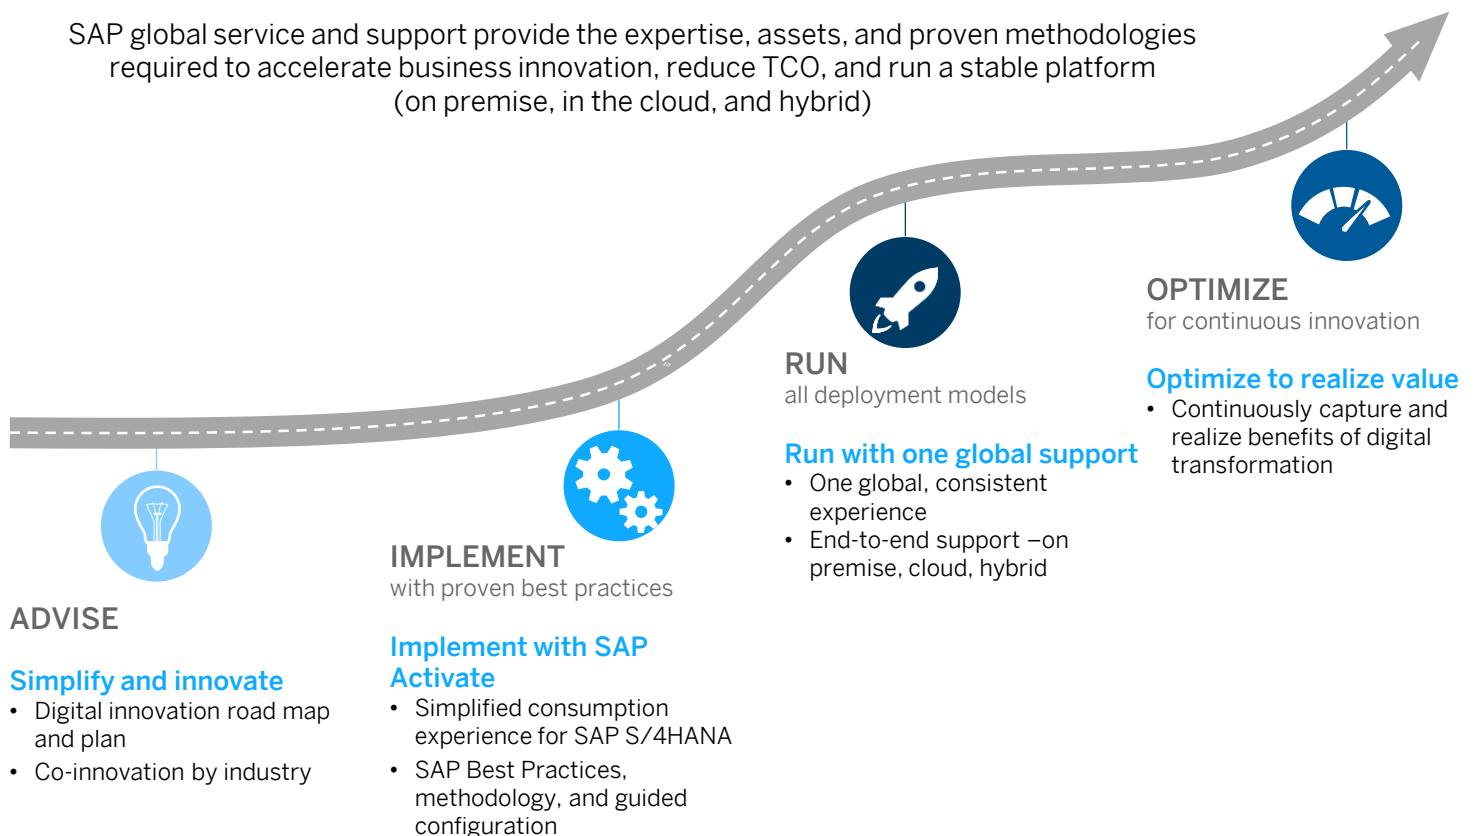 SAP global service and support provide the expertise, assets, and proven methodologies
required to accelerate business innovation, reduce TCO, and run a stable platform
(on premise, in the cloud, and hybrid)
ADVISE
Simplify and innovate
• Digital innovation road map
and plan
• Co-innovation by industry
IMPLEMENT
with proven best practices
Implement with SAP
Activate
• Simplified consumption
experience for SAP S/4HANA
• SAP Best Practices,
methodology, and guided
configuration
RUN
all deployment models
Run with one global support
• One global, consistent
experience
• End-to-end support –on
premise, cloud, hybrid
OPTIMIZE
for continuous innovation
Optimize to realize value
• Continuously capture and
realize benefits of digital
transformation